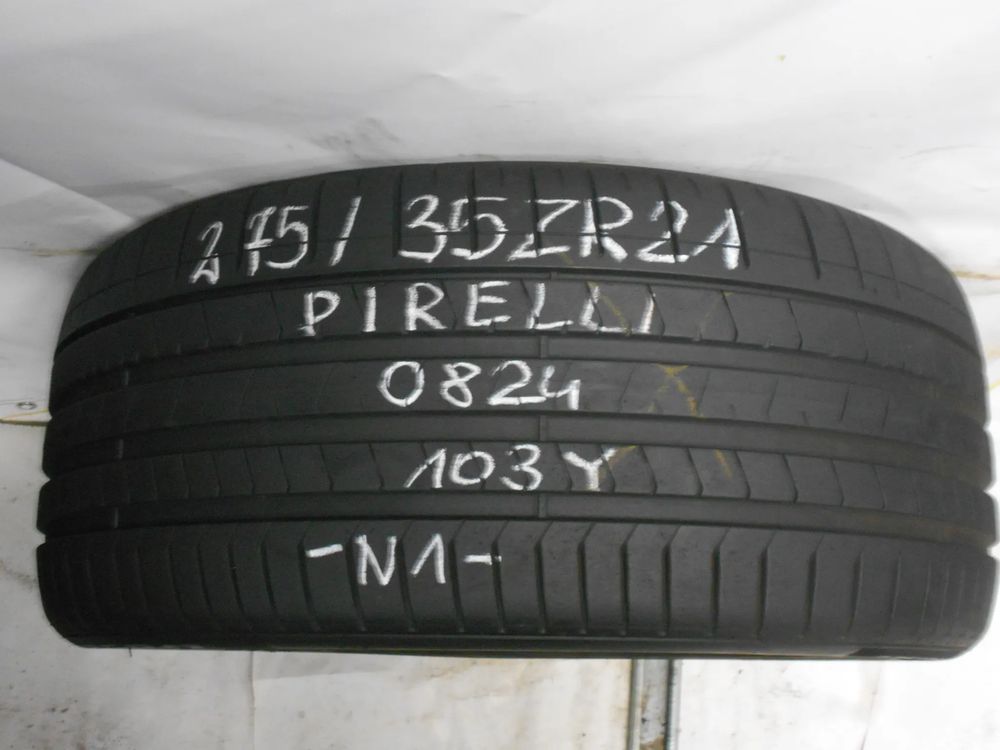 275/35ZR21
PIRELLI
0824
103Y
-N1-